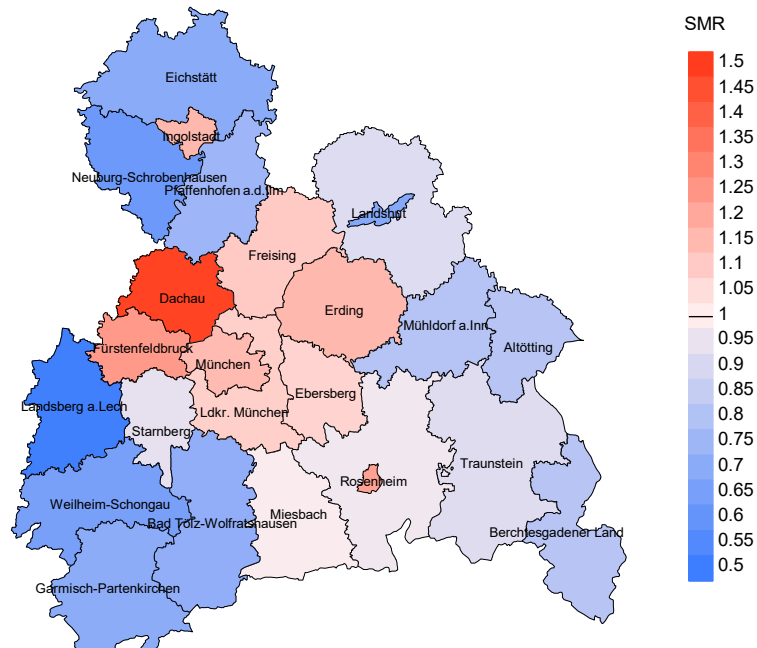 SMR
Eichstätt
Ingolstadt
Neuburg-Schrobenhausen
Pfaffenhofen a.d.Ilm
Landshut
Freising
Dachau
Erding
Mühldorf a.Inn
Altötting
Fürstenfeldbruck
München
Ebersberg
Landsberg a.Lech
Ldkr. München
Starnberg
Traunstein
Rosenheim
Weilheim-Schongau
Miesbach
Bad Tölz-Wolfratshausen
Berchtesgadener Land
Garmisch-Partenkirchen
1.5
1.45
1.4
1.35
1.3
1.25
1.2
1.15
1.1
1.05
1
0.95
0.9
0.85
0.8
0.75
0.7
0.65
0.6
0.55
0.5